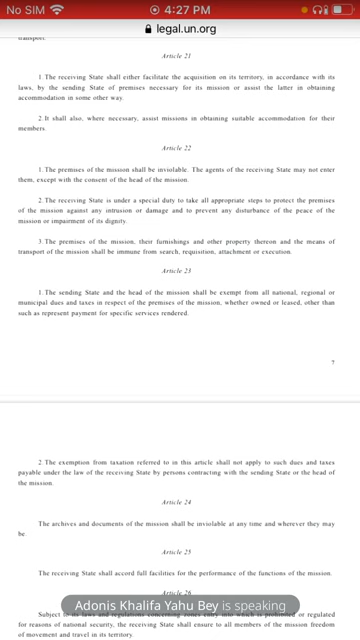 No SIM 4:27 PM
legal.un.org
transport.
Article 21
1. The receiving State shall either facilitate the acquisition on its territory, in accordance with its
laws, by the sending State of premises necessary for its mission or assist the latter in obtaining
accommodation in some other way.
2. It shall also, where necessary, assist missions in obtaining suitable accommodation for their
members.
Article 22
1. The premises of the mission shall be inviolable. The agents of the receiving State may not enter
them, except with the consent of the head of the mission.
2. The receiving State is under a special duty to take all appropriate steps to protect the premises
of the mission against any intrusion or damage and to prevent any disturbance of the peace of the
mission or impairment of its dignity.
3. The premises of the mission, their furnishings and other property thereon and the means of
transport of the mission shall be immune from search, requisition, attachment or execution.
Article 23
1. The sending State and the head of the mission shall be exempt from all national, regional or
municipal dues and taxes in respect of the premises of the mission, whether owned or leased, other than
such as represent payment for specific services rendered.
7
2. The exemption from taxation referred to in this article shall not apply to such dues and taxes
payable under the law of the receiving State by persons contracting with the sending State or the head of
the mission.
Article 24
The archives and documents of the mission shall be inviolable at any time and wherever they may
be.
Article 25
The receiving State shall accord full facilities for the performance of the functions of the mission.
Article 26
Adonis Khalifa Yahu Bey is speaking
Subject to its laws and regulations concerning zones entry into which is prohibited or regulated
for reasons of national security, the receiving State shall ensure to all members of the mission freedom
of movement and travel in its territory.